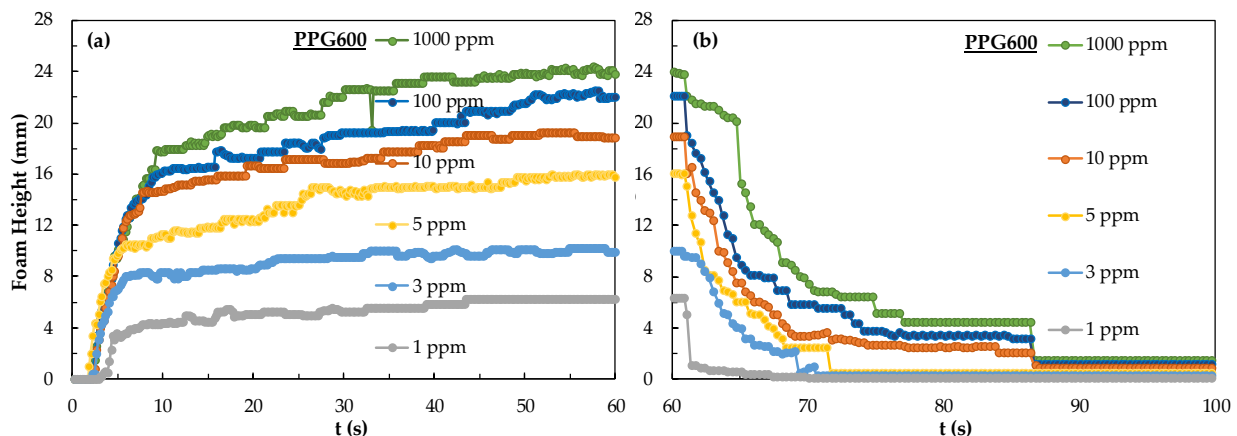 Foam Height (mm)
28
24
20
16
12
8
4
0
(a)
PPG600
1000 ppm
100 ppm
10 ppm
5 ppm
3 ppm
1 ppm
0 10 20 30 40 50 60
t (s)
28
24
20
16
12
8
4
0
(b)
PPG600
1000 ppm
100 ppm
10 ppm
5 ppm
3 ppm
1 ppm
60 70 80 90 100
t (s)